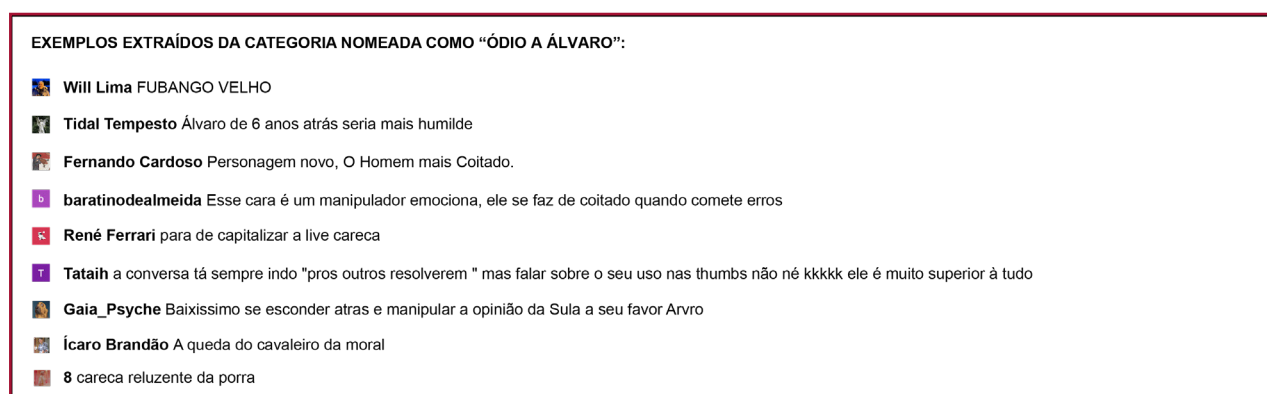 EXEMPLOS EXTRAÍDOS DA CATEGORIA NOMEADA COMO “ÓDIO A ÁLVARO”:
Will Lima FUBANGO VELHO
Tidal Tempesto Álvaro de 6 anos atrás seria mais humilde
Fernando Cardoso Personagem novo, O Homem mais Coitado.
b baratinodealmeida Esse cara é um manipulador emociona, ele se faz de coitado quando comete erros
René Ferrari para de capitalizar a live careca
T Tataih a conversa tá sempre indo "pros outros resolverem " mas falar sobre o seu uso nas thumbs não né kkkkk ele é muito superior à tudo
Gaia_Psyche Baixissimo se esconder atras e manipular a opinião da Sula a seu favor Arvro
Ícaro Brandão A queda do cavaleiro da moral
8 careca reluzente da porra